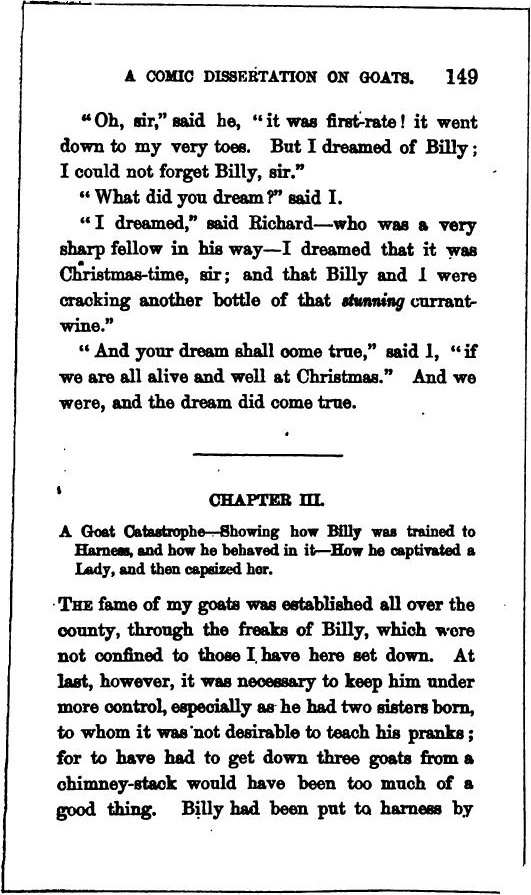 A COMIC DISSERTATION ON GOATS. 149
"Oh, sir," said he, "it was first-rate! it went
down to my very toes. But I dreamed of Billy;
I could not forget Billy, sir."
"What did you dream?" said I.
"I dreamed," said Richard—who was a very
sharp fellow in his way—I dreamed that it was
Christmas-time, sir; and that Billy and I were
cracking another bottle of that stunning currant-
wine."
"And your dream shall come true," said I, "if
we are all alive and well at Christmas." And we
were, and the dream did come true.
CHAPTER III.
A Goat Catastrophe—Showing how Billy was trained to
Harness, and how he behaved in it—How he captivated a
Lady, and then capsized her.
THE fame of my goats was established all over the
county, through the freaks of Billy, which were
not confined to those I have here set down. At
last, however, it was necessary to keep him under
more control, especially as he had two sisters born,
to whom it was not desirable to teach his pranks;
for to have had to get down three goats from a
chimney-stack would have been too much of a
good thing. Billy had been put to harness by